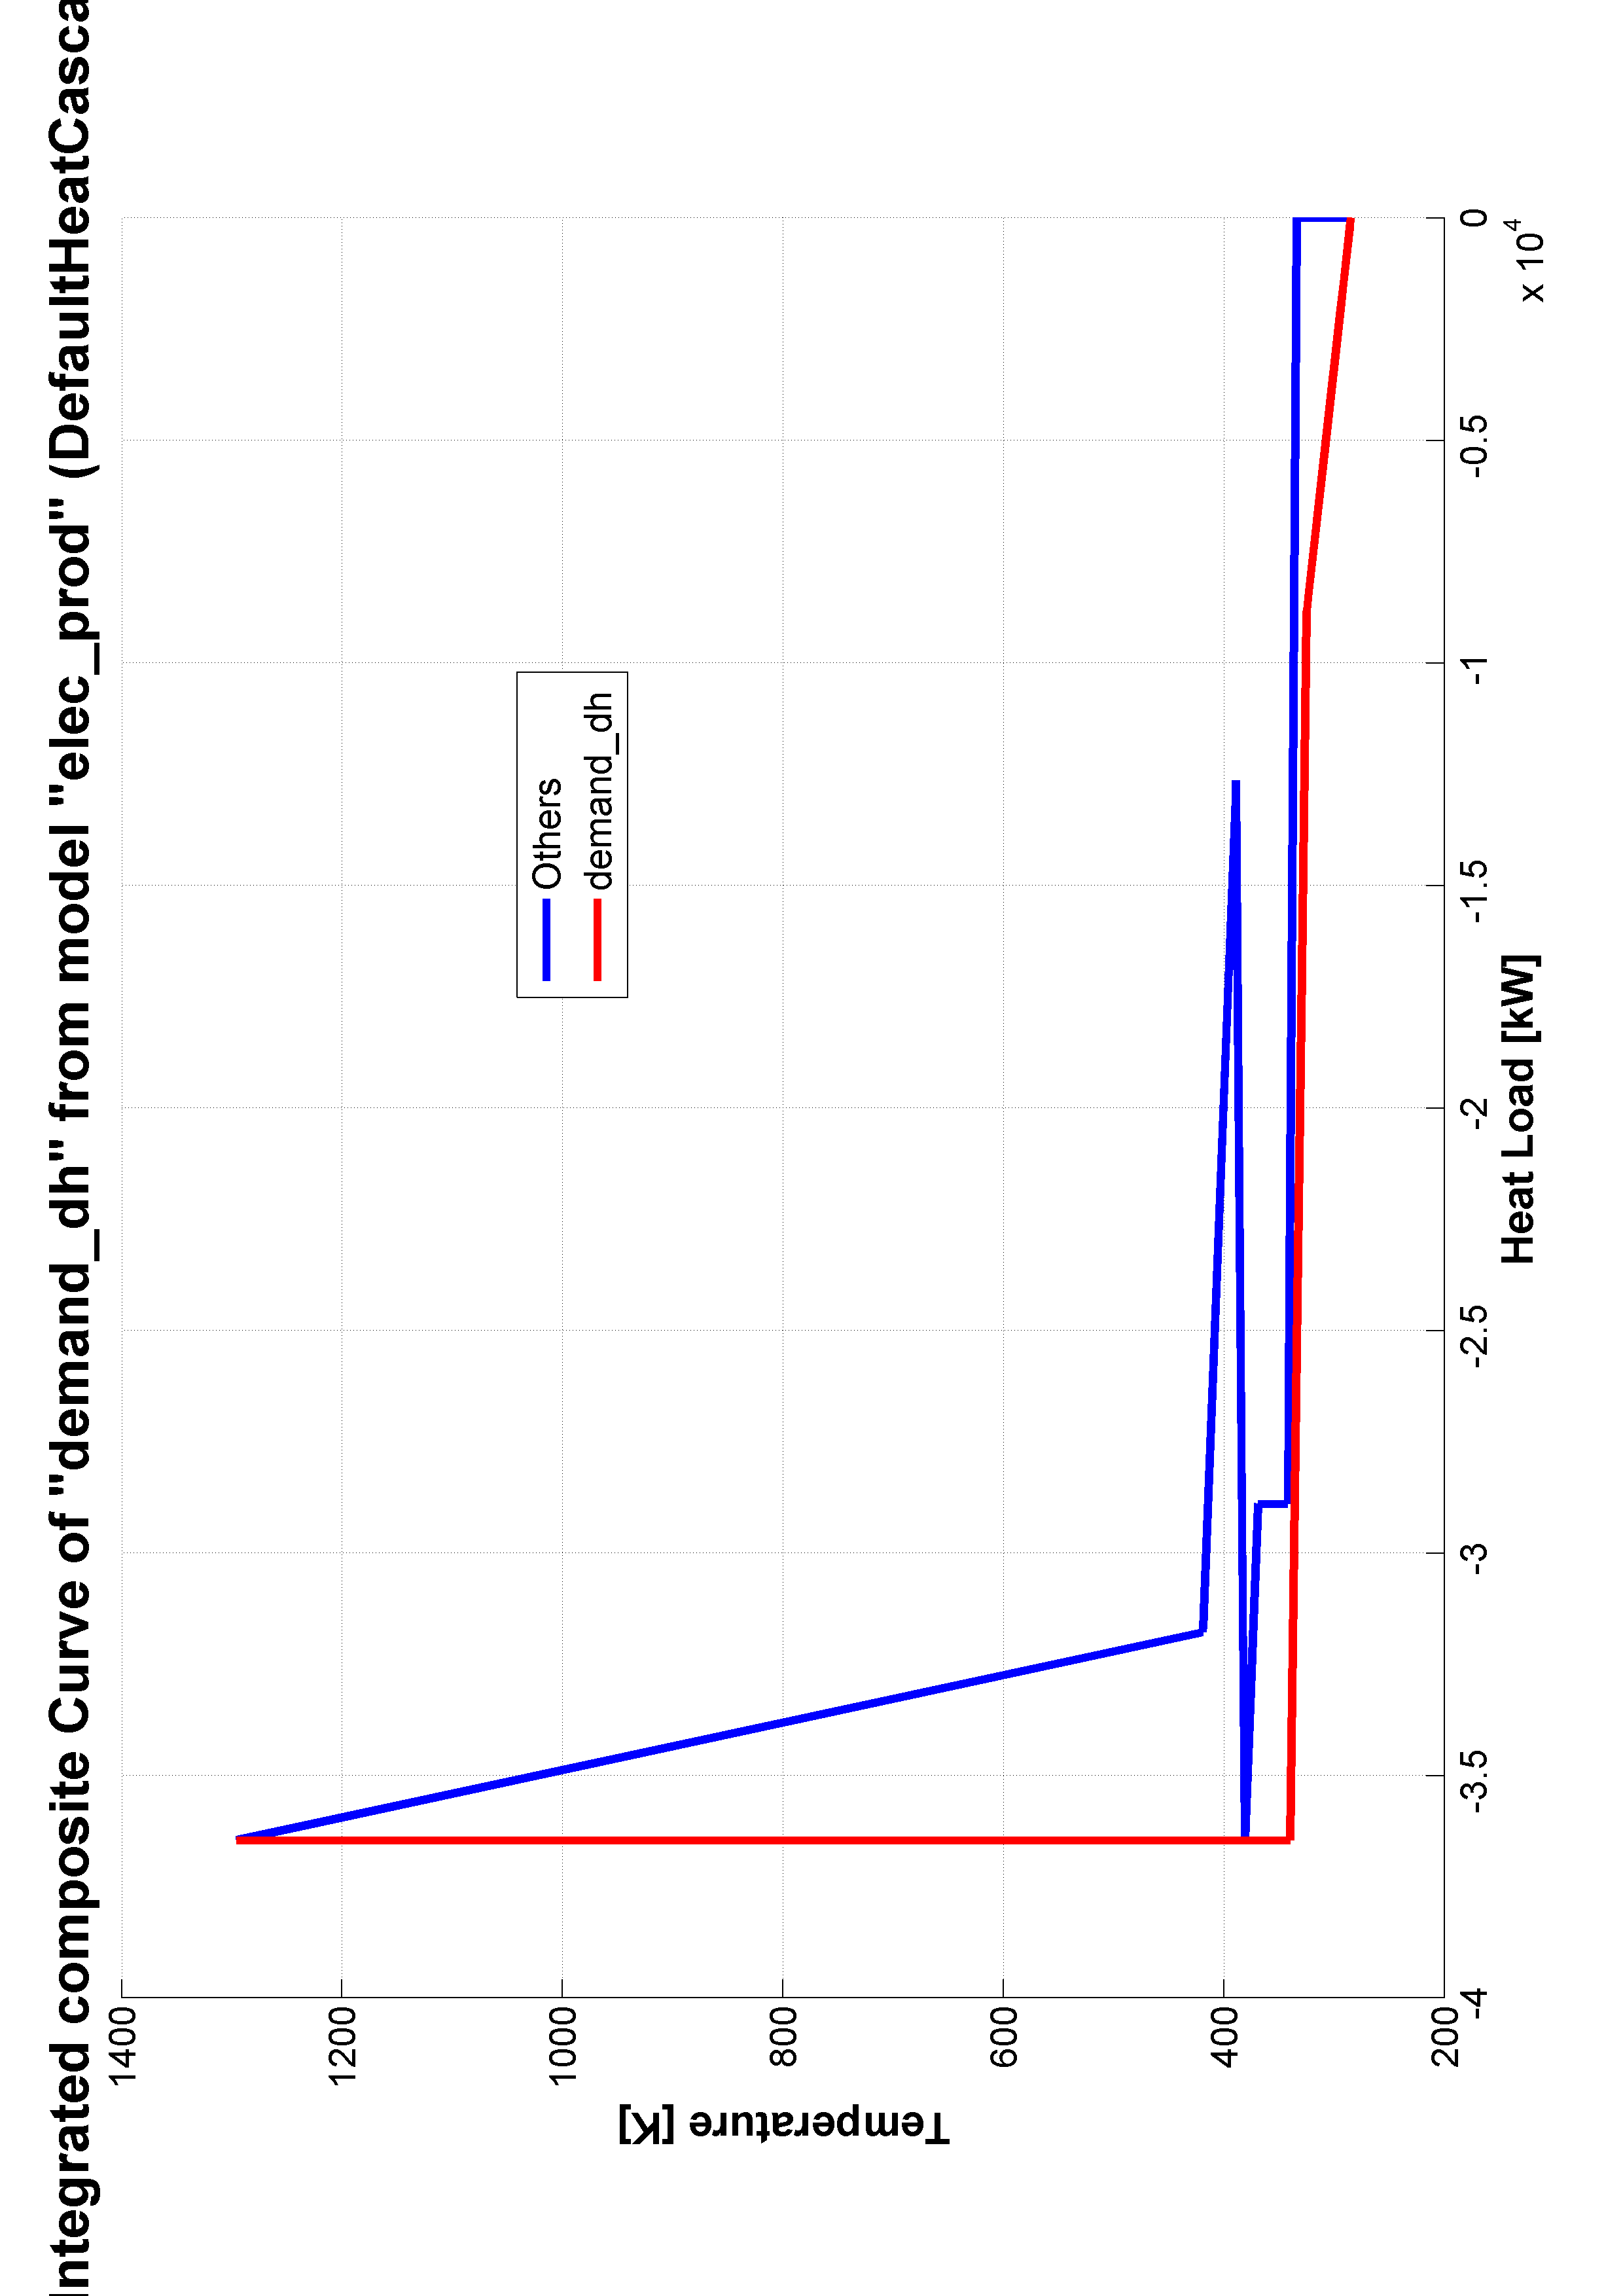 Integrated composite Curve of "demand_dh" from model "elec_prod" (DefaultHeatCasca
1400
1200
1000
800
600
400
200
Temperature [K]
Others
demand_dh
-4
-3.5
-3
-2.5
-2
-1.5
-1
-0.5
0
x 10^4
Heat Load [kW]